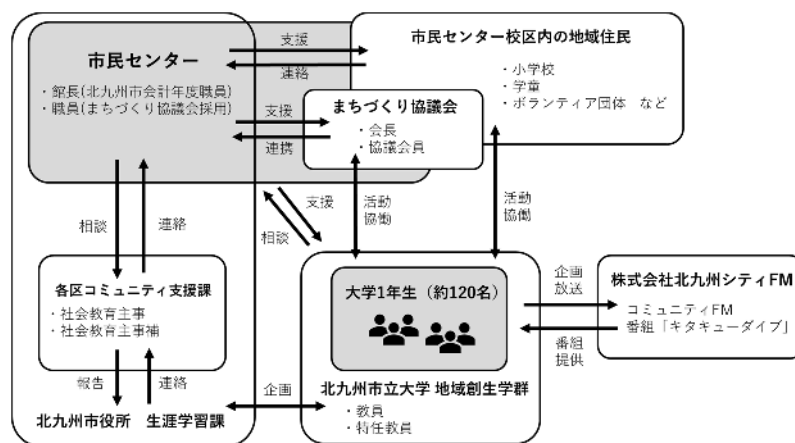 市民センター
・館長(北九州市会計年度職員)
・職員(まちづくり協議会採用)
支援
連絡
市民センター校区内の地域住民
・小学校
・学童
・ボランティア団体　など
支援
連携
まちづくり協議会
・会長
・協議会員
相談
連絡
支援
相談
活動
協働
活動
協働
各区コミュニティ支援課
・社会教育主事
・社会教育主事補
大学1年生（約120名）
企画
放送
番組
提供
株式会社北九州シティFM
コミュニティFM
番組「キタキューダイブ」
報告
連絡
企画
北九州市役所　生涯学習課
北九州市立大学 地域創生学群
・教員
・特任教員